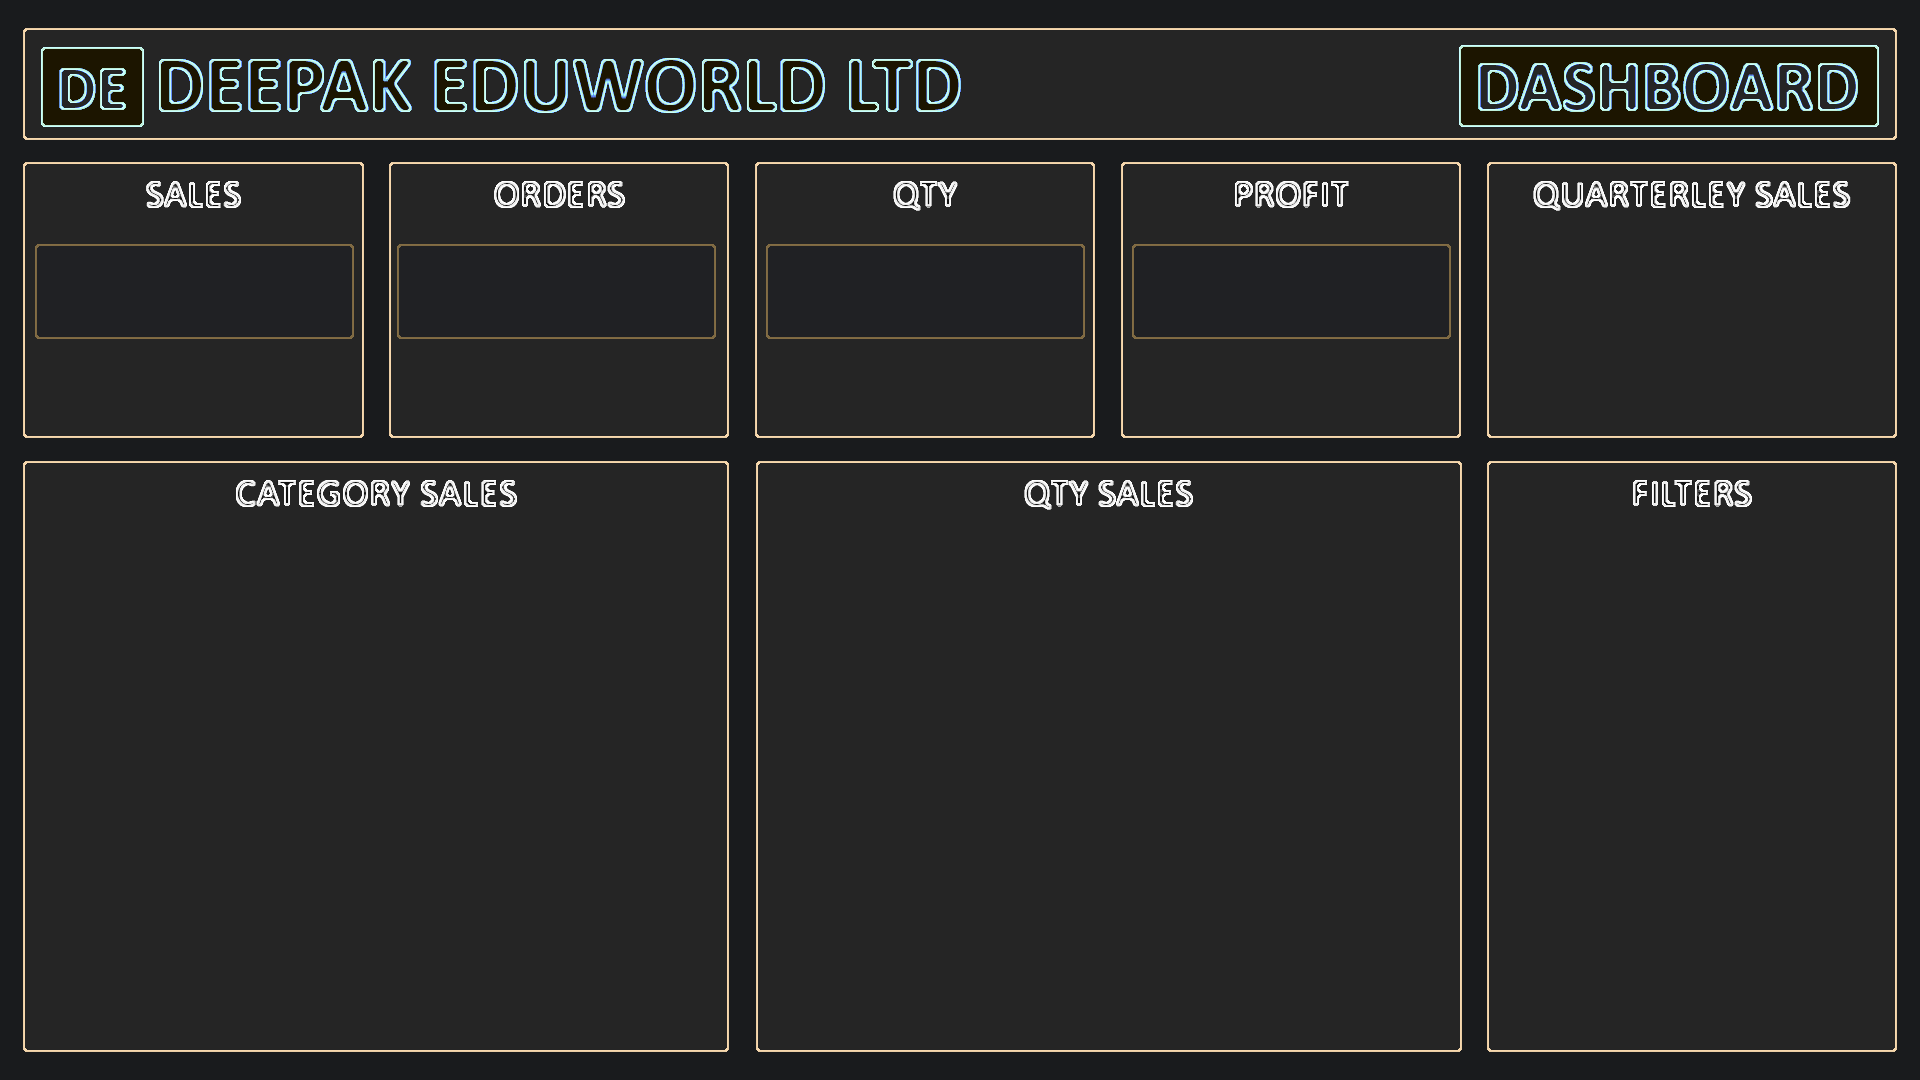 DE DEEPAK EDUWORLD LTD DASHBOARD
SALES ORDERS QTY PROFIT QUARTERLEY SALES
CATEGORY SALES QTY SALES FILTERS